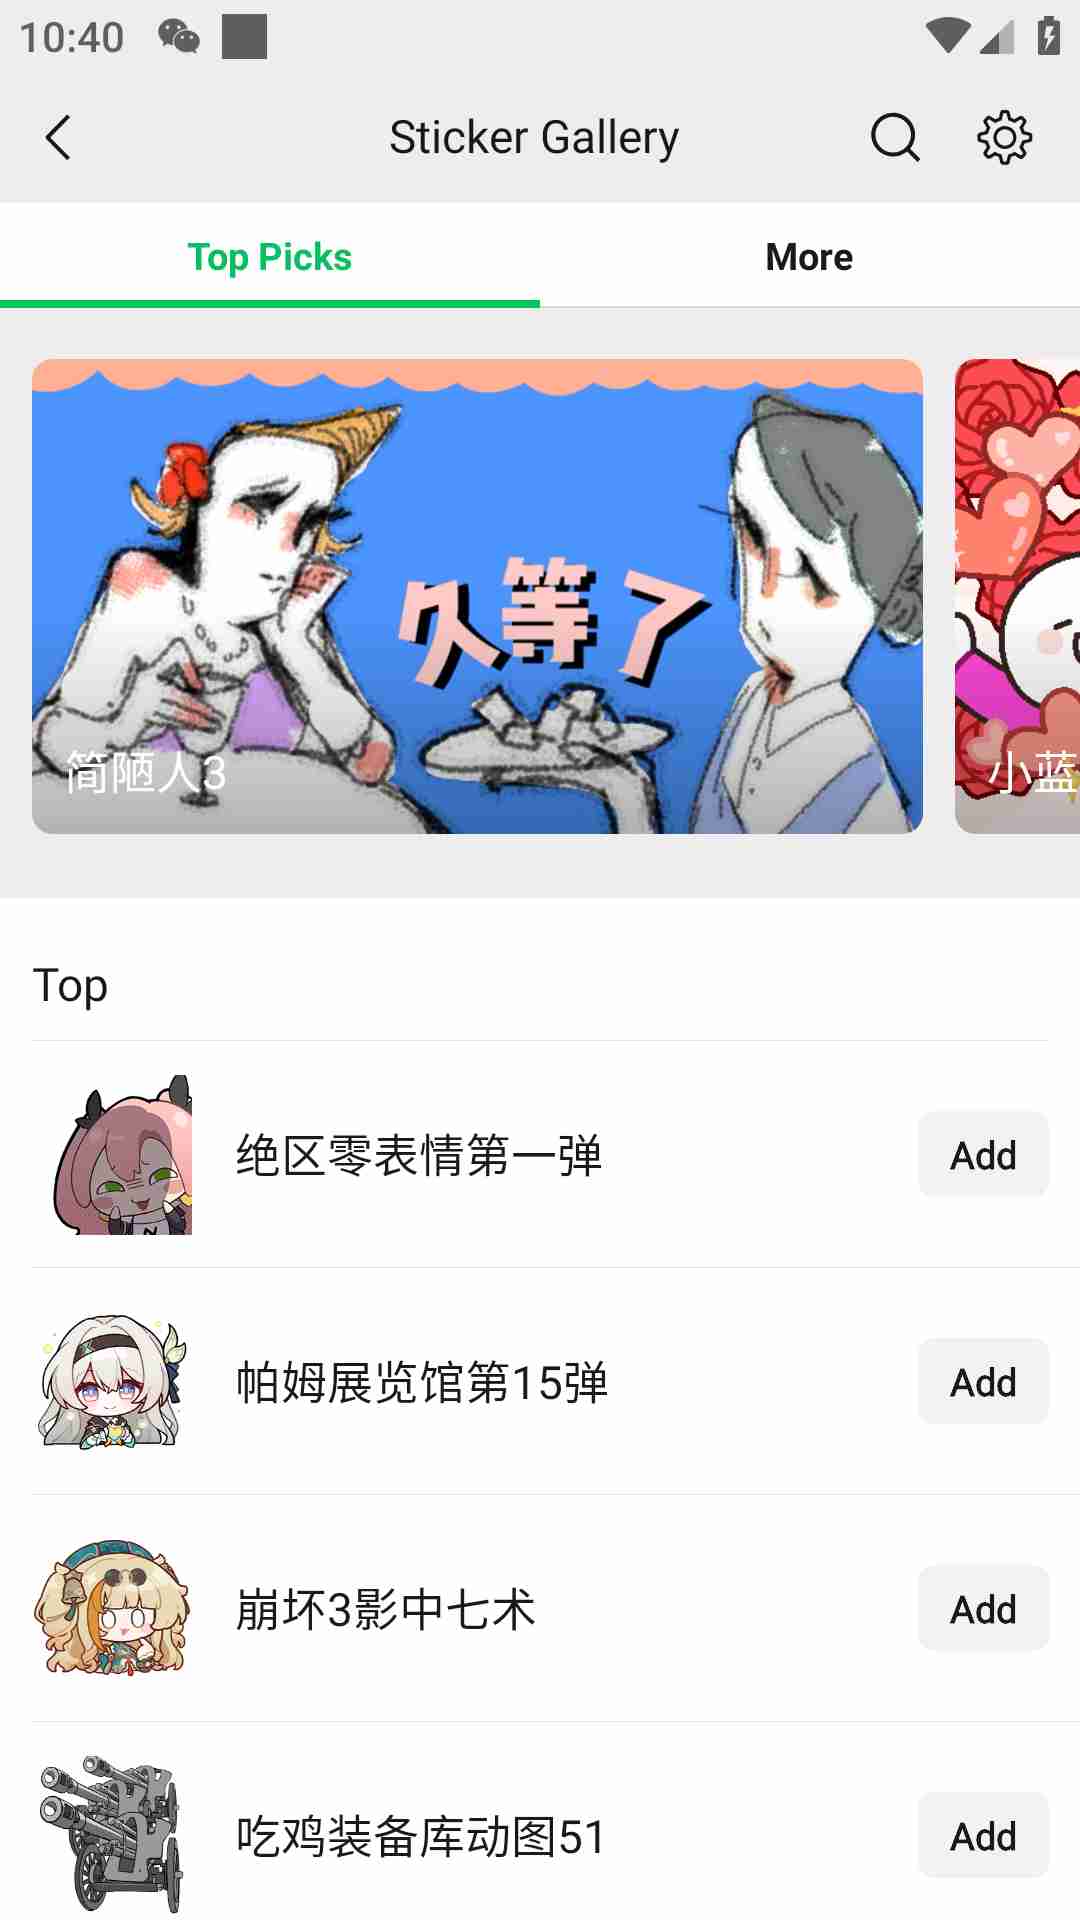 10:40
Sticker Gallery
Top Picks
More
久等了
简陋人3
小蓝
Top
绝区零表情第一弹
Add
帕姆展览馆第15弹
Add
崩坏3影中七术
Add
吃鸡装备库动图51
Add